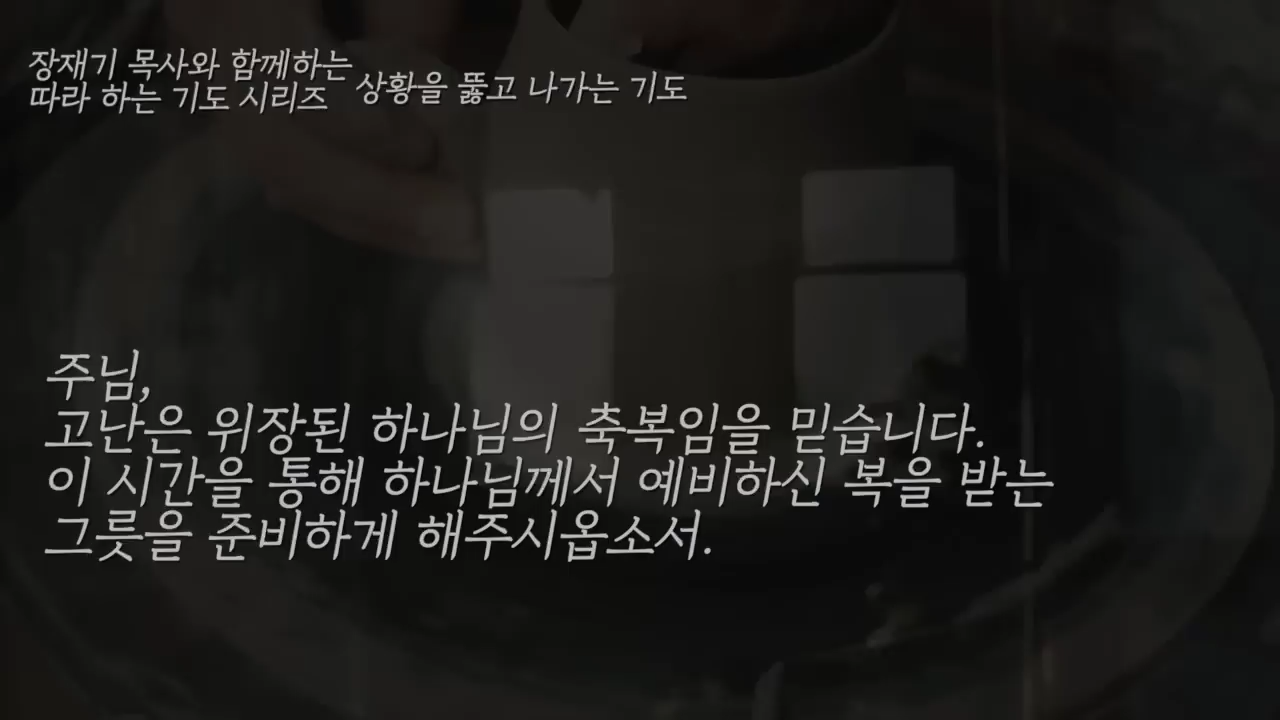 장재기 목사와 함께하는
따라 하는 기도 시리즈
상황을 뚫고 나가는 기도
주님,
고난은 위장된 하나님의 축복임을 믿습니다.
이 시간을 통해 하나님께서 예비하신 복을 받는
그릇을 준비하게 해주시옵소서.